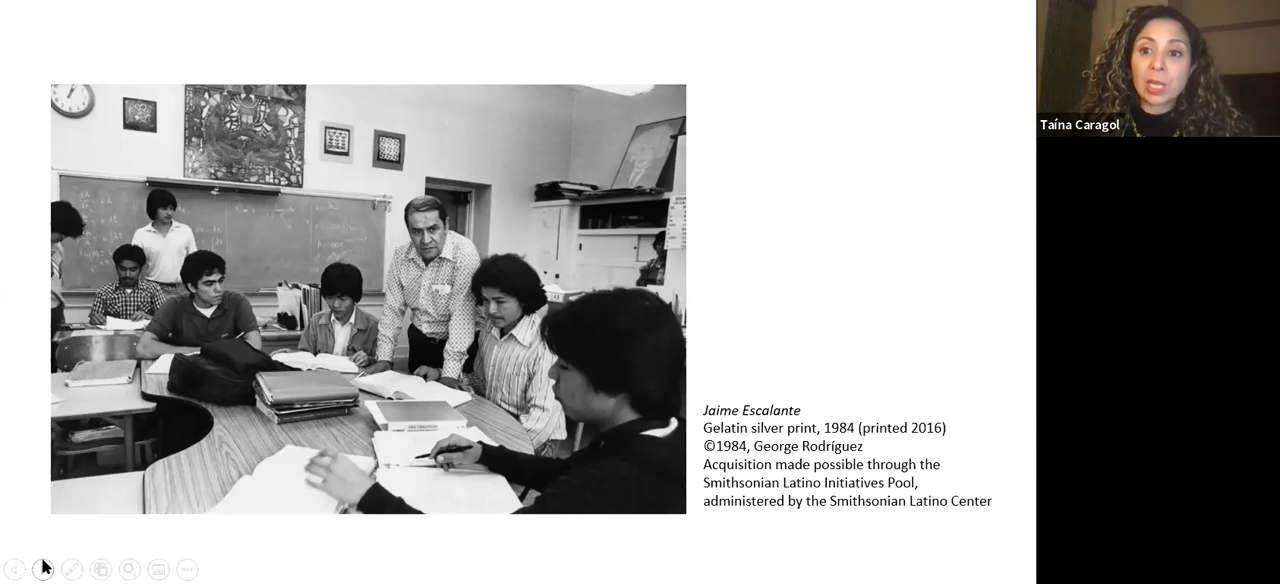 Taína Caragol
LAB
Jaime Escalante
Gelatin silver print, 1984 (printed 2016)
©1984, George Rodríguez
Acquisition made possible through the
Smithsonian Latino Initiatives Pool,
administered by the Smithsonian Latino Center